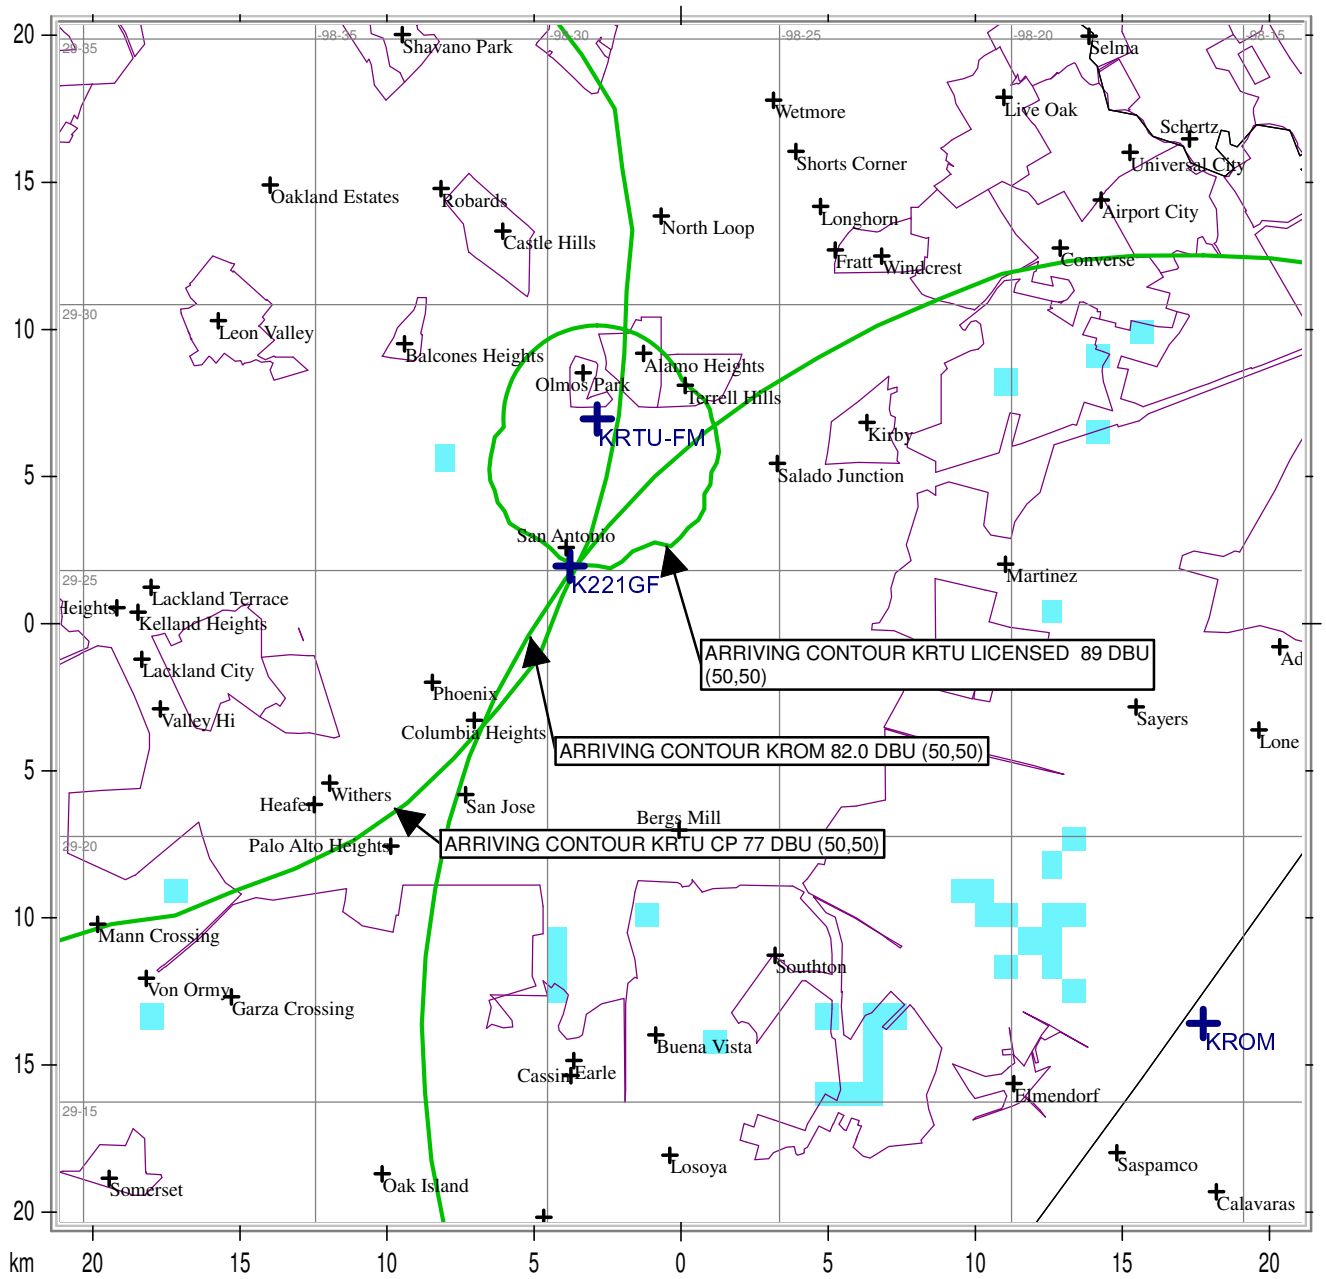 20
29-35
-98-35
-98-30
-98-25
-98-20
-98-15
Shavano Park
Selma
Wetmore
Live Oak
Schertz
Shorts Corner
Universal City
15
Oakland Estates
Robards
Longhorn
Airport City
North Loop
Castle Hills
Fratt
Windcrest
Converse
29-30
10
Leon Valley
Balcones Heights
Alamo Heights
Olmos Park
Terrell Hills
KRTU-FM
Kirby
5
Salado Junction
San Antonio
29-25
K221GF
Martinez
Lackland Terrace
Heights
Kelland Heights
0
ARRIVING CONTOUR KRTU LICENSED 89 DBU
(50,50)
Ad
Lackland City
Phoenix
Valley Hi
Columbia Heights
Sayers
Lone
ARRIVING CONTOUR KROM 82.0 DBU (50,50)
5
Withers
Heafer
San Jose
Bergs Mill
29-20
Palo Alto Heights
ARRIVING CONTOUR KRTU CP 77 DBU (50,50)
10
Mann Crossing
Southton
Von Ormy
Garza Crossing
KROM
Buena Vista
15
Cassin
Earle
Elmendorf
29-15
Losoya
Saspamco
Somerset
Oak Island
Calavaras
20
km
20
15
10
5
0
5
10
15
20